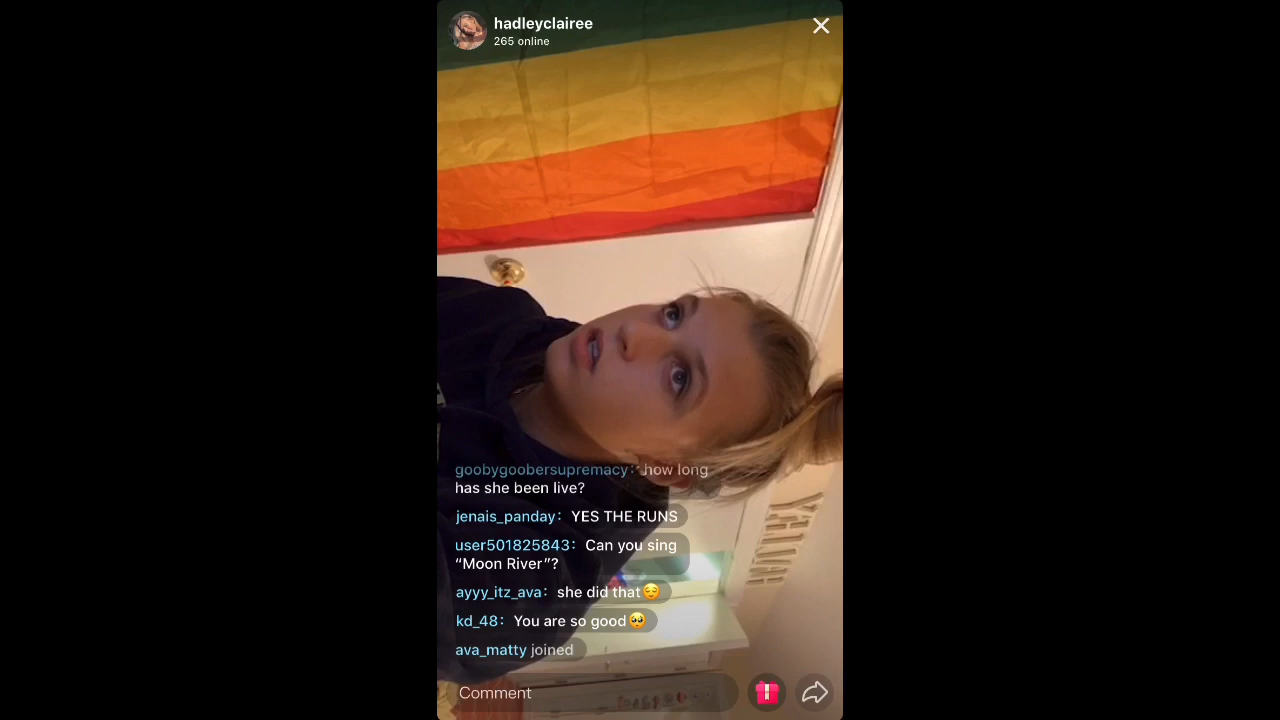 hadleyclairee
265 online
goobygoobersupremacy: how long
has she been live?
jenais_panday: YES THE RUNS
user501825843: Can you sing
“Moon River”?
ayyy_itz_ava: she did that😌
kd_48: You are so good🥺
ava_matty joined
Comment